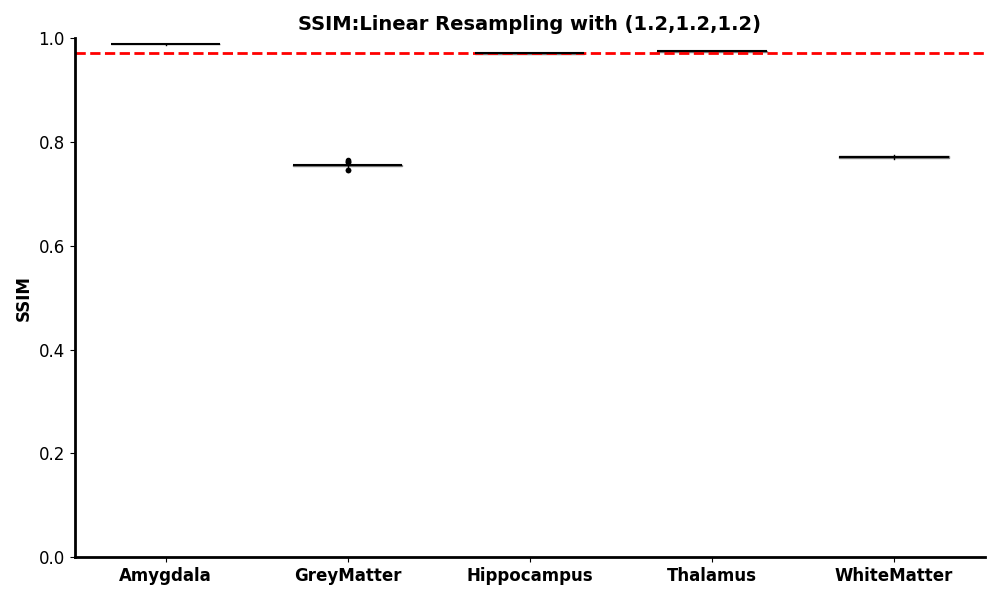 SSIM:Linear Resampling with (1.2,1.2,1.2)
1.0
0.8
0.6
0.4
0.2
0.0
SSIM
Amygdala GreyMatter Hippocampus Thalamus WhiteMatter